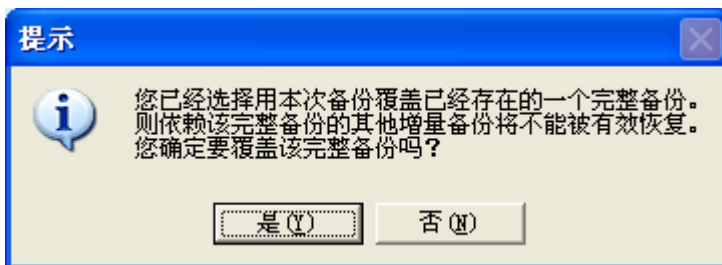 提示
您已经选择用本次备份覆盖已经存在的一个完整备份。
则依赖该完整备份的其他增量备份将不能被有效恢复。
您确定要覆盖该完整备份吗？
是(Y)
否(N)